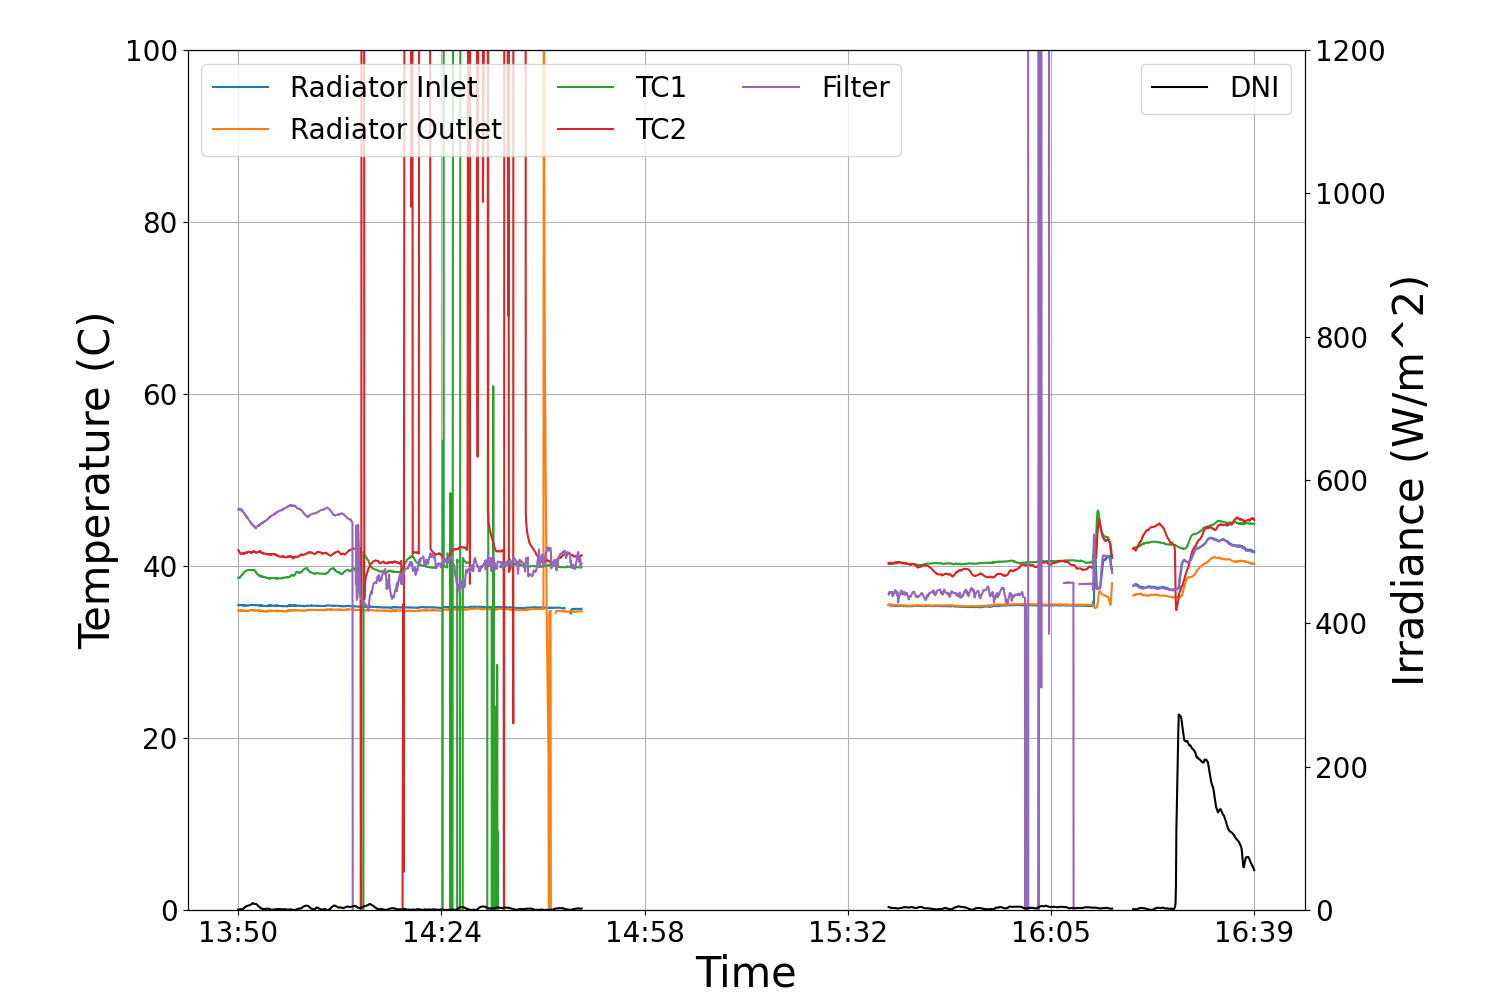 100
80
60
40
20
0
Temperature (C)
Radiator Inlet
Radiator Outlet
TC1
TC2
Filter
DNI
1200
1000
800
600
400
200
0
Irradiance (W/m^2)
13:50 14:24 14:58 15:32 16:05 16:39
Time